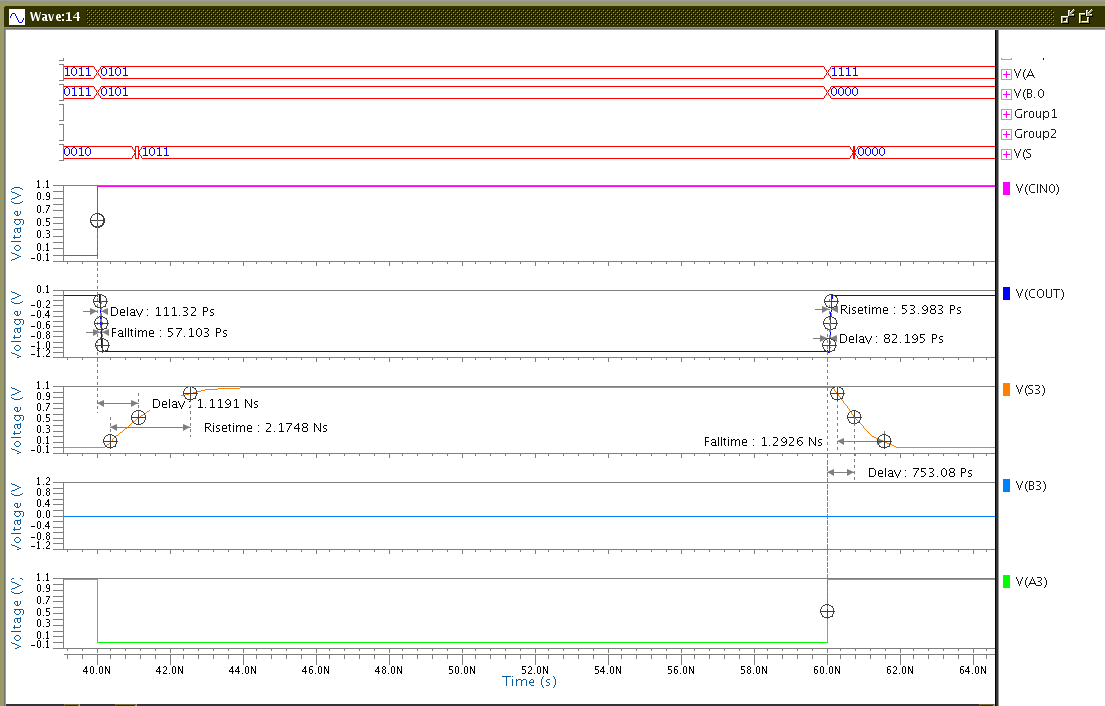 Wave:14
1011 0101 1111 V(A
0111 0101 0000 V(B.0
Group1
Group2
0010 1011 0000 V(S
Voltage (V)
1.1
0.9
0.7
0.5
0.3
0.1
-0.1
V(CIN0)
Voltage (V
0.1
-0.2
-0.4
-0.6
-0.8
-1.0
-1.2
Delay : 111.32 Ps
Falltime : 57.103 Ps
Risetime : 53.983 Ps
Delay : 82.195 Ps
V(COUT)
Voltage (V
1.1
0.9
0.7
0.5
0.3
0.1
-0.1
Delay : 1.1191 Ns
Risetime : 2.1748 Ns
Falltime : 1.2926 Ns
Delay : 753.08 Ps
V(S3)
Voltage (V
1.2
0.8
0.4
0.0
-0.4
-0.8
-1.2
V(B3)
Voltage (V)
1.1
0.9
0.7
0.5
0.3
0.1
-0.1
V(A3)
40.0N 42.0N 44.0N 46.0N 48.0N 50.0N 52.0N 54.0N 56.0N 58.0N 60.0N 62.0N 64.0N
Time (s)